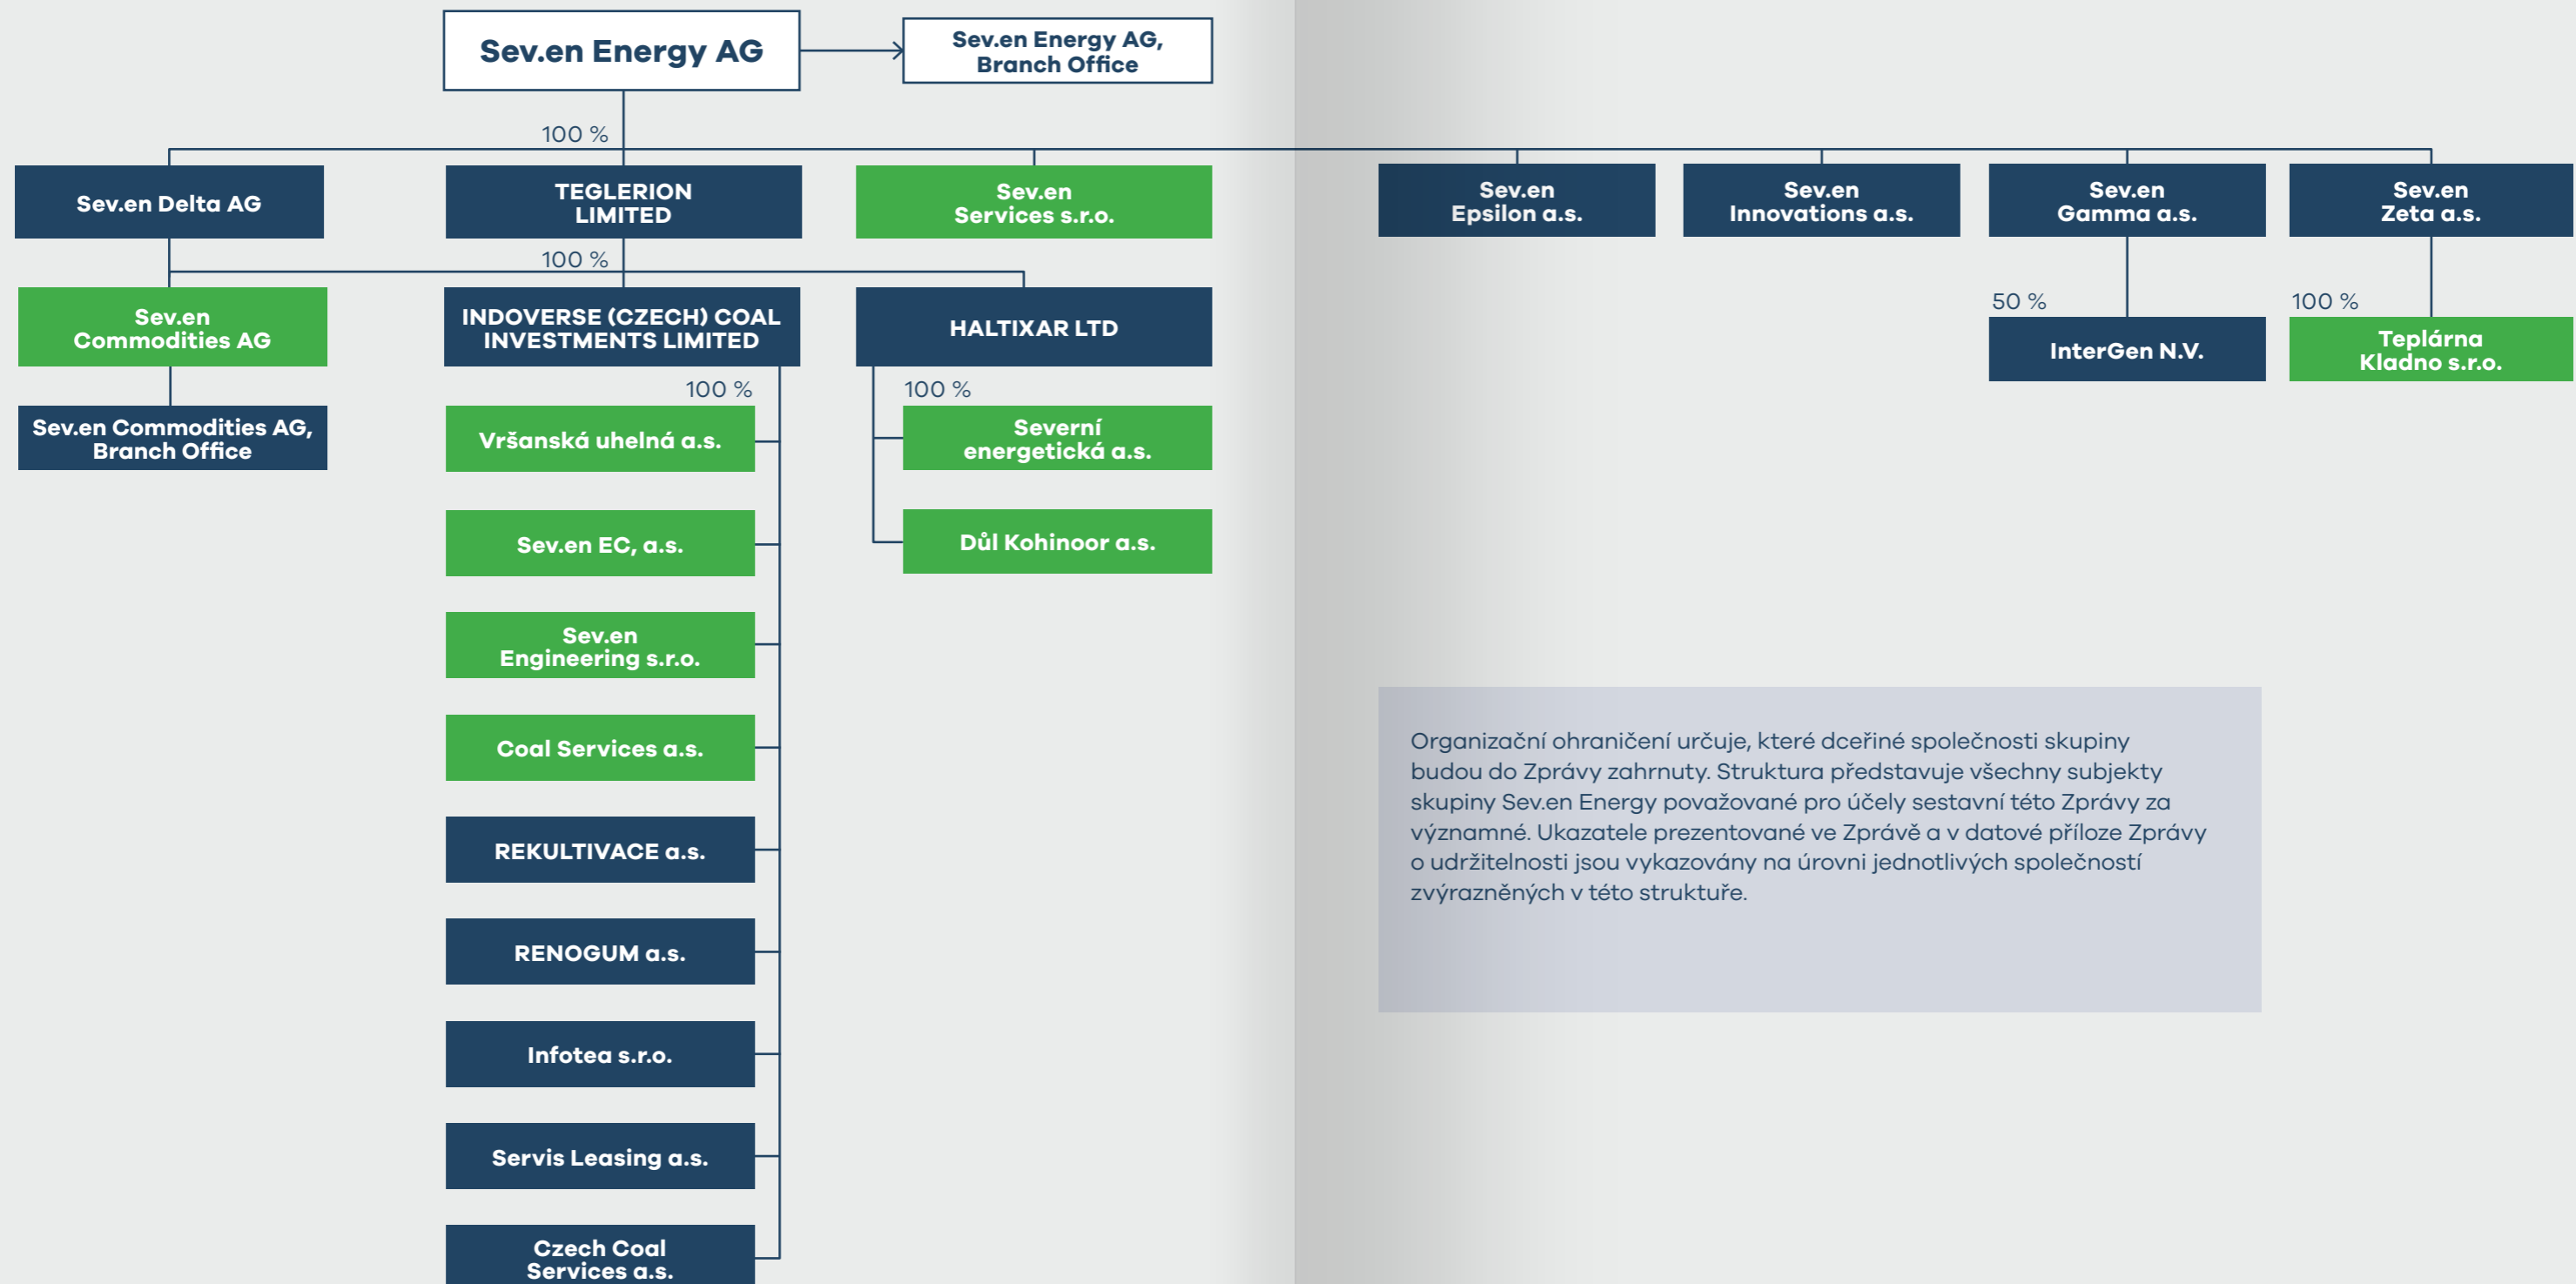 Sev.en Energy AG
Sev.en Energy AG,
Branch Office
100 %
Sev.en Delta AG
TEGLERION
LIMITED
Sev.en
Services s.r.o.
Sev.en
Epsilon a.s.
Sev.en
Innovations a.s.
Sev.en
Gamma a.s.
Sev.en
Zeta a.s.
100 %
Sev.en
Commodities AG
INDOVERSE (CZECH) COAL
INVESTMENTS LIMITED
HALTIXAR LTD
50 %
InterGen N.V.
100 %
Teplárna
Kladno s.r.o.
Sev.en Commodities AG,
Branch Office
100 %
Vršanská uhelná a.s.
100 %
Severní
energetická a.s.
Sev.en EC, a.s.
Důl Kohinoor a.s.
Sev.en
Engineering s.r.o.
Coal Services a.s.
REKULTIVACE a.s.
RENOGUM a.s.
Infotea s.r.o.
Servis Leasing a.s.
Czech Coal
Services a.s.
Organizační ohraničení určuje, které dceřiné společnosti skupiny
budou do Zprávy zahrnuty. Struktura představuje všechny subjekty
skupiny Sev.en Energy považované pro účely sestavní této Zprávy za
významné. Ukazatele prezentované ve Zprávě a v datové příloze Zprávy
o udržitelnosti jsou vykazovány na úrovni jednotlivých společností
zvýrazněných v této struktuře.